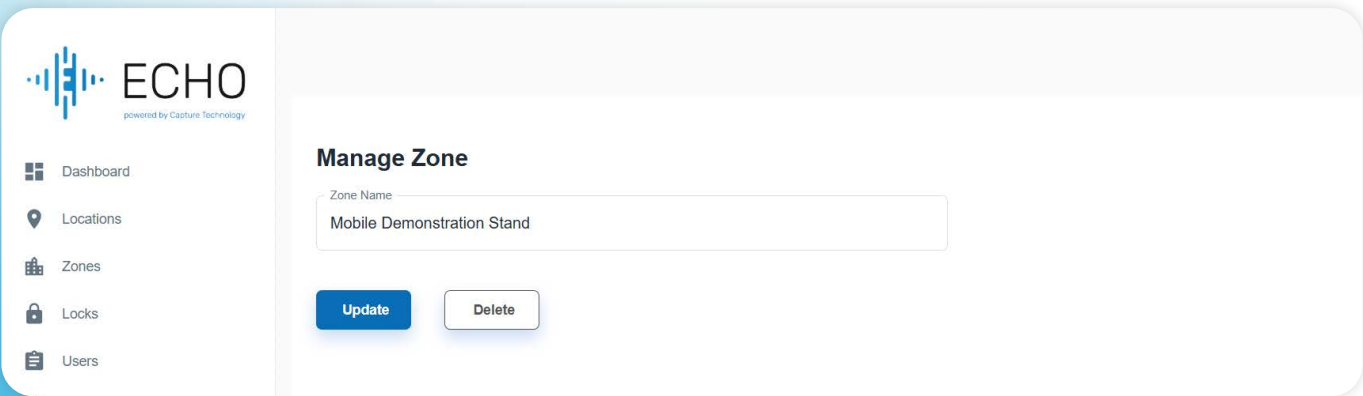 ECHO
powered by Capture Technology
Dashboard
Locations
Zones
Locks
Users
Manage Zone
Zone Name
Mobile Demonstration Stand
Update
Delete